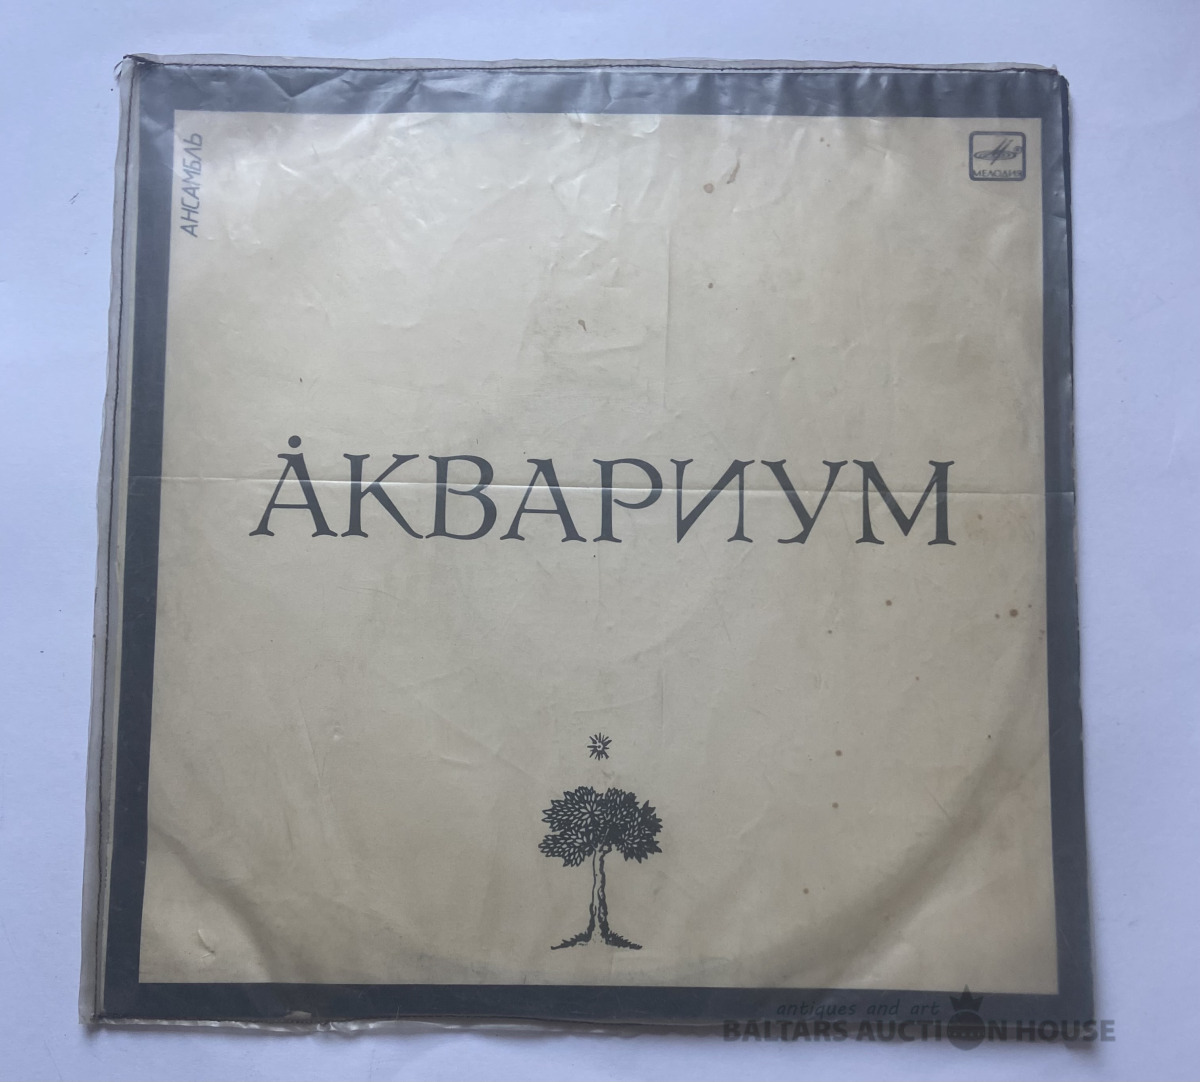 АНСАМБЛЬ
МЕЛОДИЯ
АКВАРИУМ
antiques and art
BALTARS AUCTION HOUSE